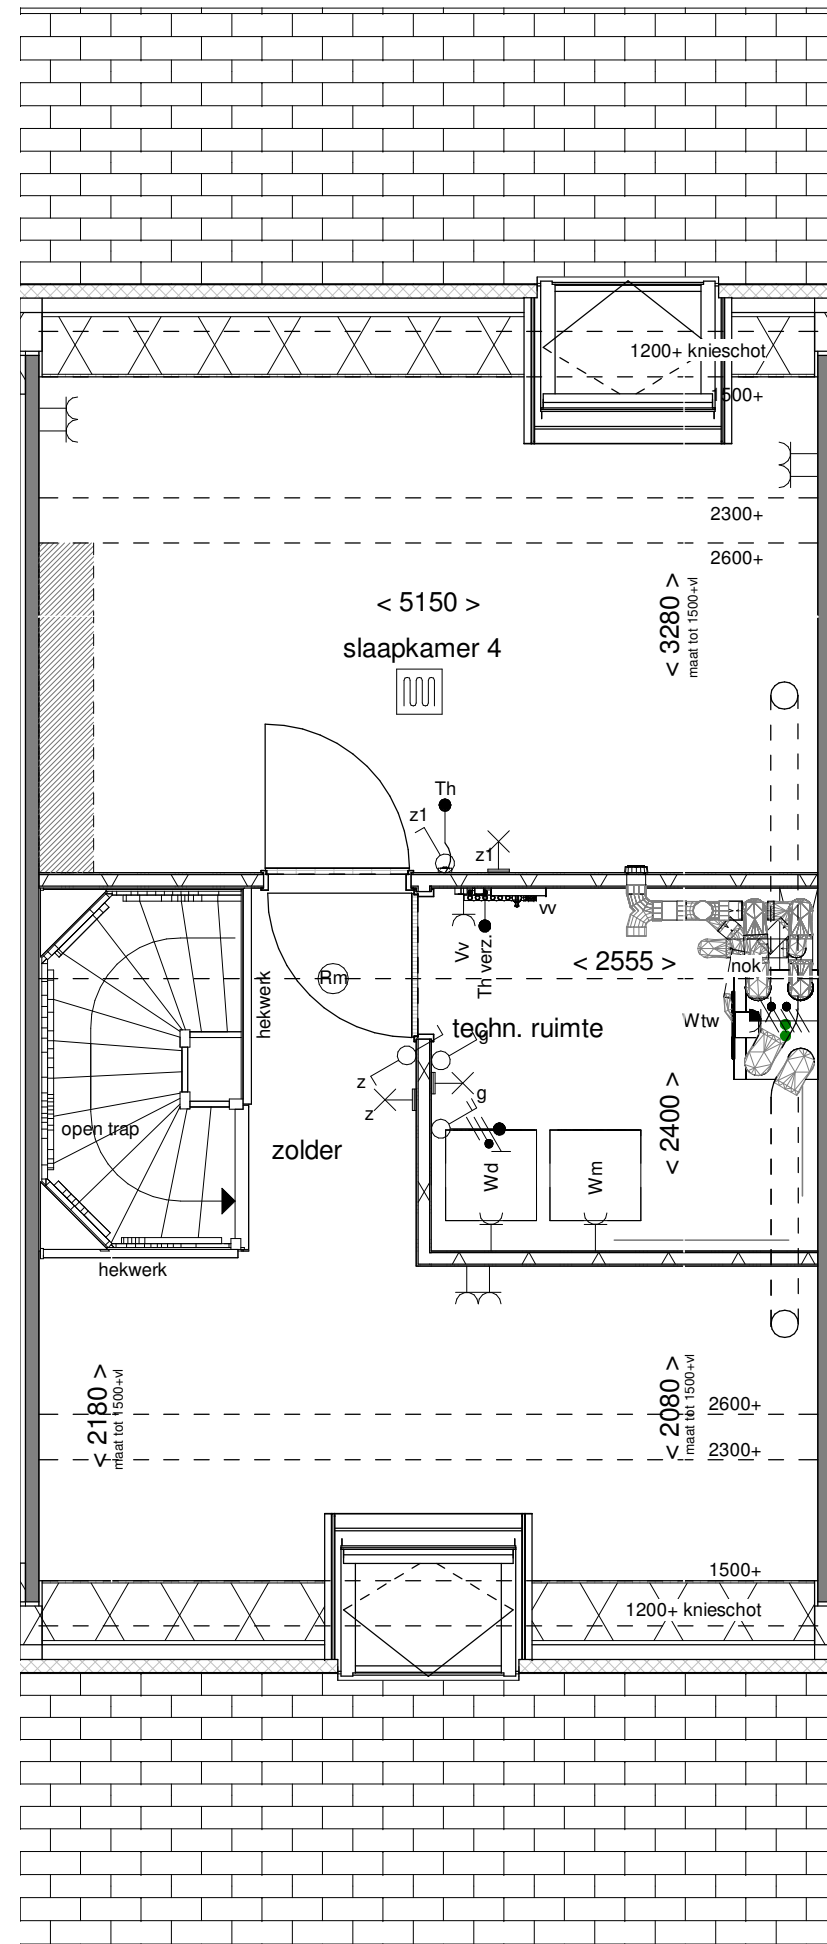 1200+ knieschot
1500+
2300+
2600+
< 5150 >
< 3280 >
maat tot 1500+vl
slaapkamer 4
Th
z1
z1
vv
Vv
Th verz.
< 2555 >
nok
Rm
hekwerk
Wtw
techn. ruimte
g
z
g
z
open trap
zolder
< 2400 >
Wd
Wm
hekwerk
< 2180 >
maat tot 1500+vl
< 2080 >
maat tot 1500+vl
2600+
2300+
1500+
1200+ knieschot